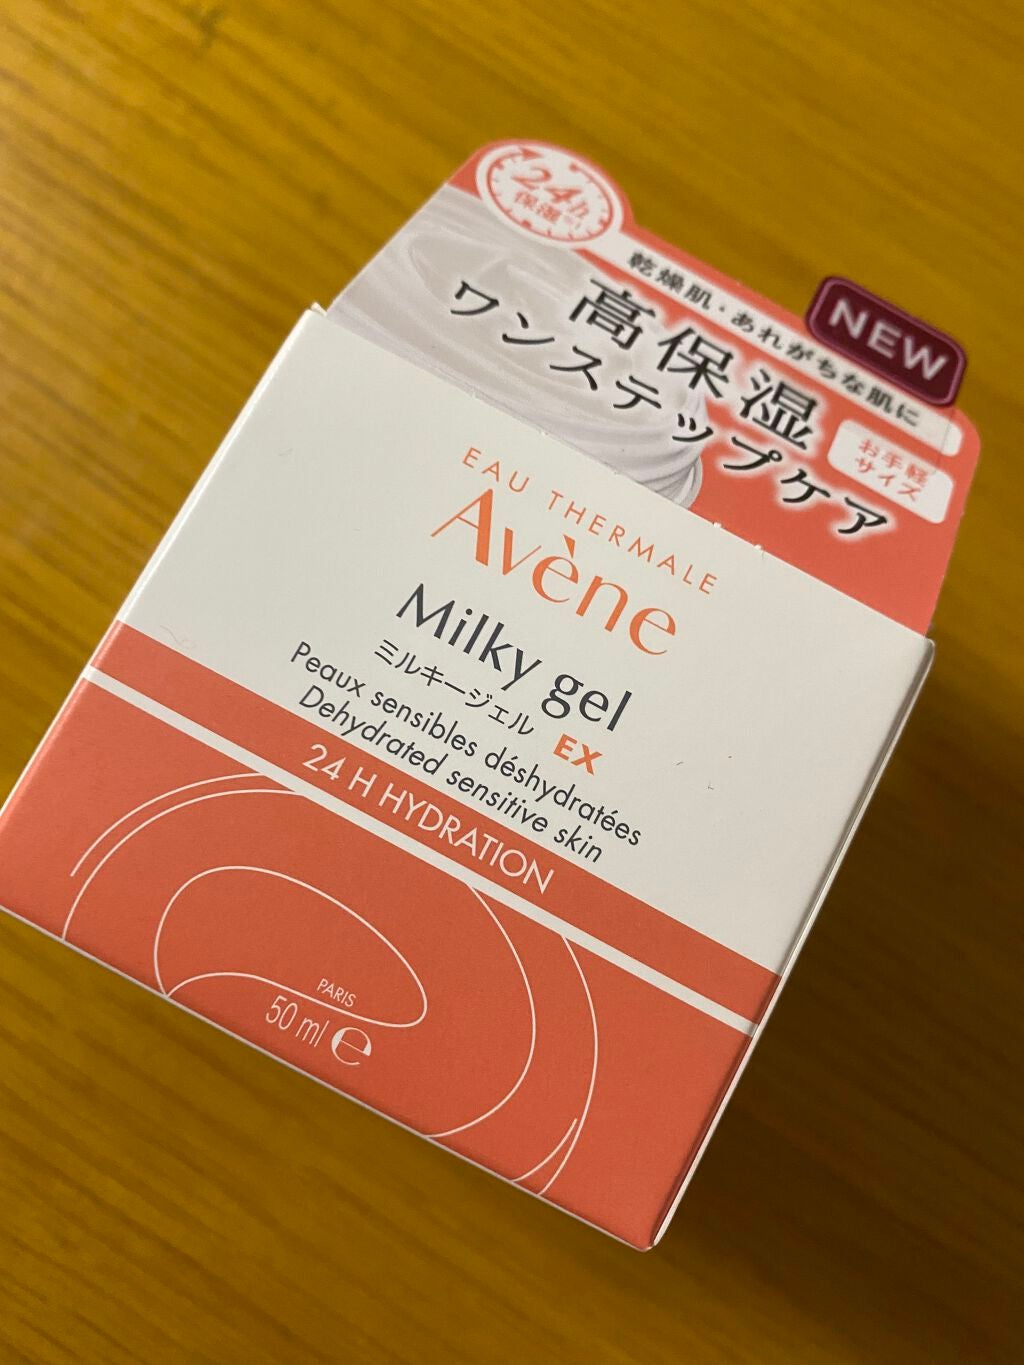 24h
保湿
乾燥肌・あれがちな肌に
NEW
高保湿
ワンステップケア
お手軽
サイズ
EAU THERMALE
Avène
Milky gel
ミルキージェル EX
Peaux sensibles déshydratées
Dehydrated sensitive skin
24 H HYDRATION
PARIS
50 ml ℮